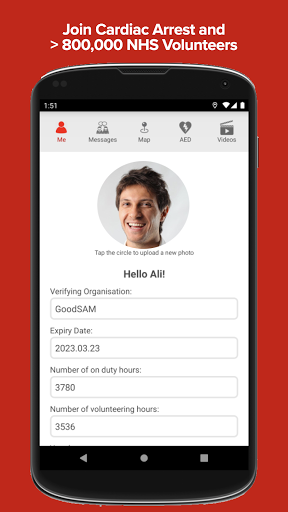 Join Cardiac Arrest and
> 800,000 NHS Volunteers
1:51
Me Messages Map AED Videos
Tap the circle to upload a new photo
Hello Ali!
Verifying Organisation:
GoodSAM
Expiry Date:
2023.03.23
Number of on duty hours:
3780
Number of volunteering hours:
3536